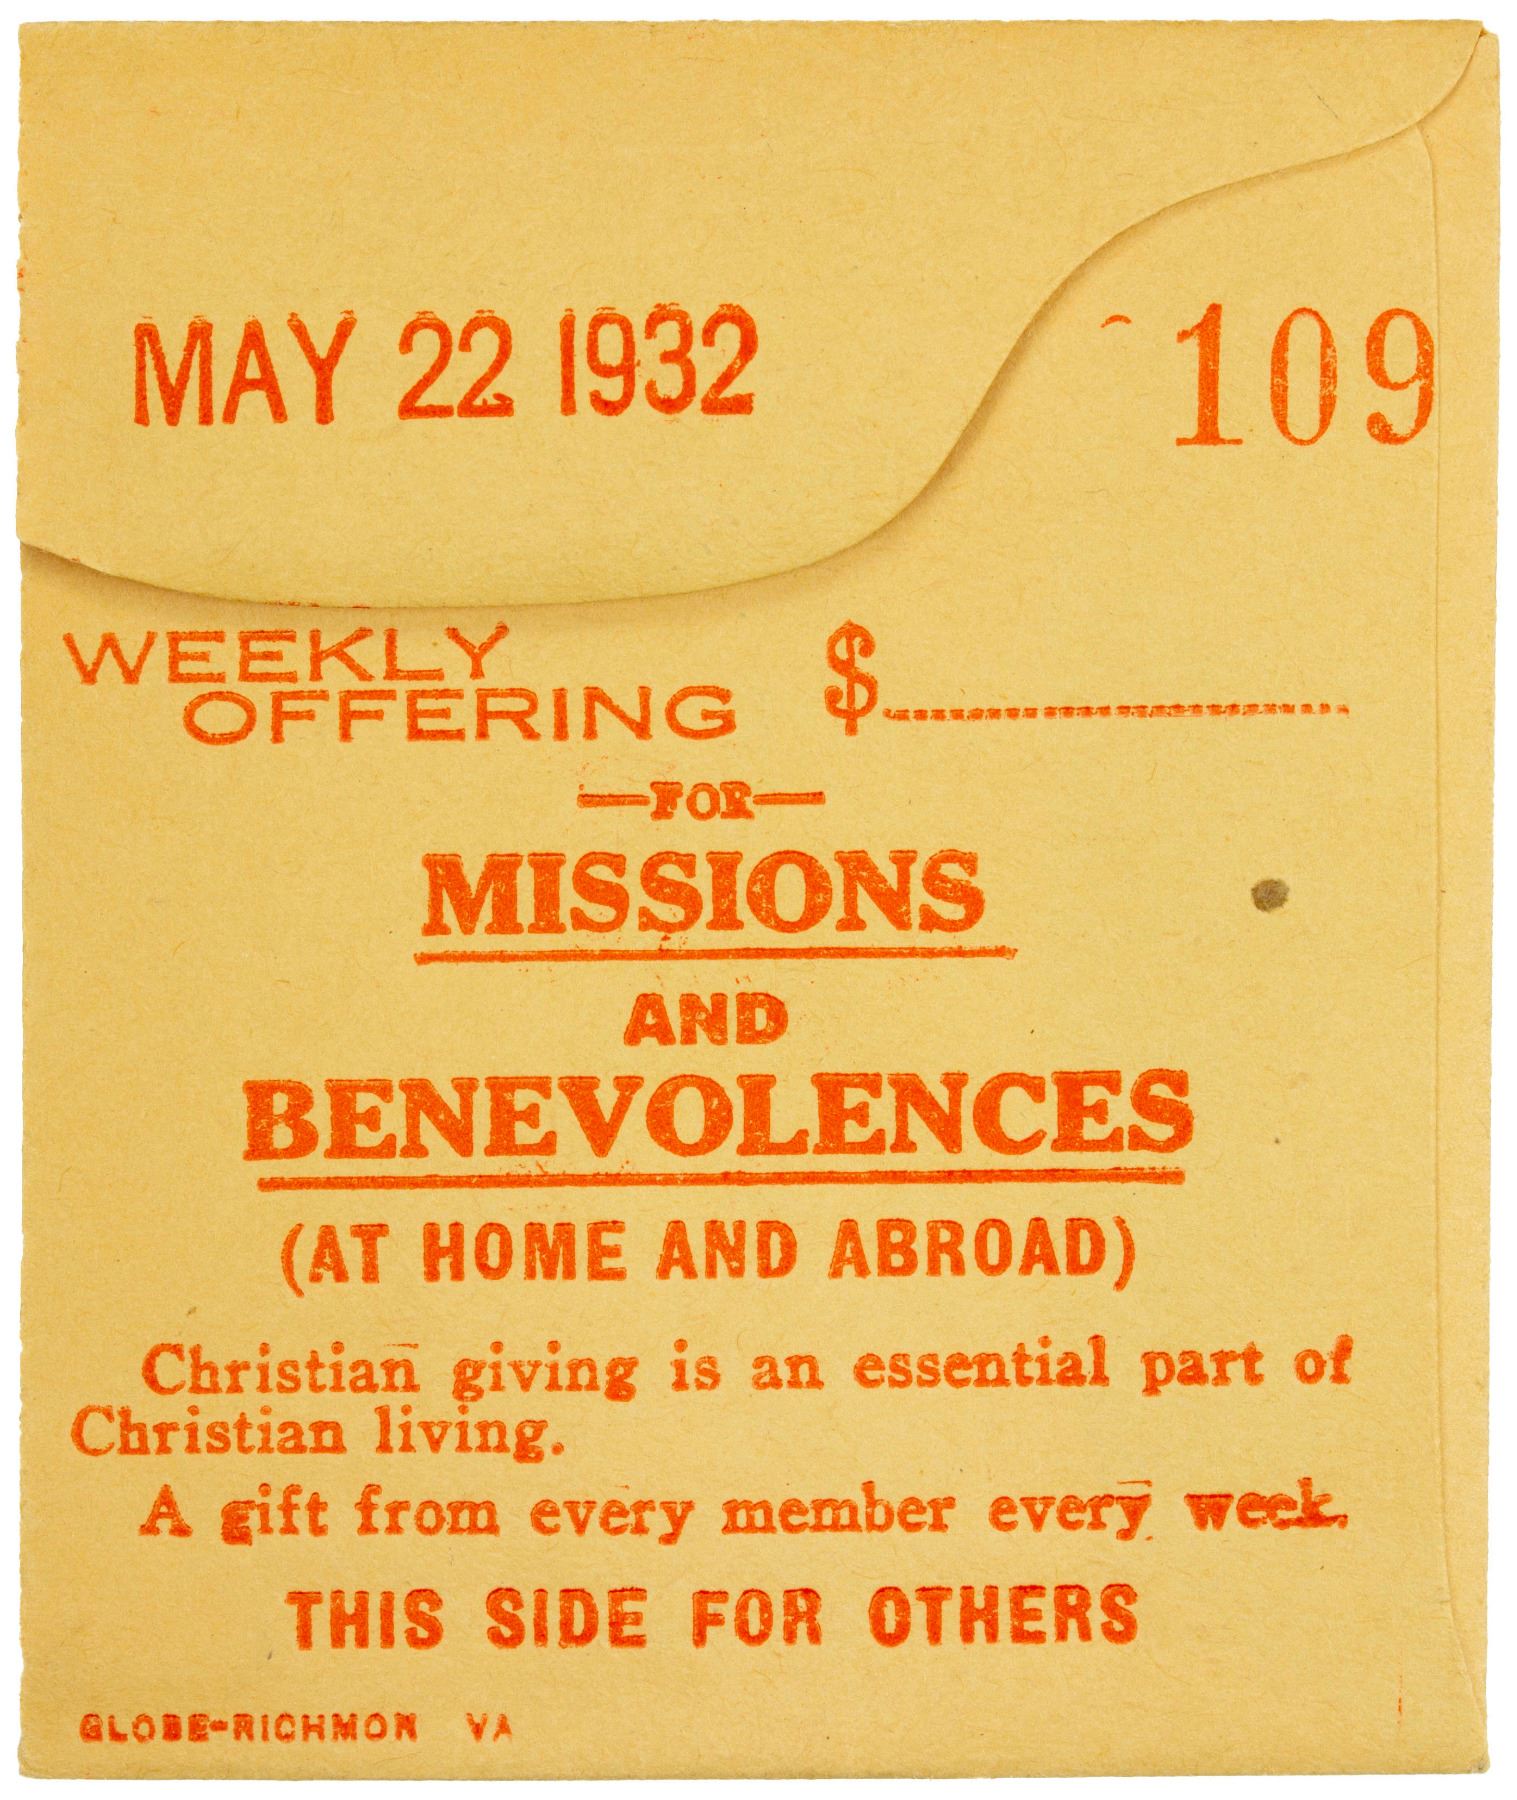 MAY 22 1932
109
WEEKLY
OFFERING $
—FOR—
MISSIONS
AND
BENEVOLENCES
(AT HOME AND ABROAD)
Christian giving is an essential part of
Christian living.
A gift from every member every week.
THIS SIDE FOR OTHERS
GLOBE-RICHMON VA